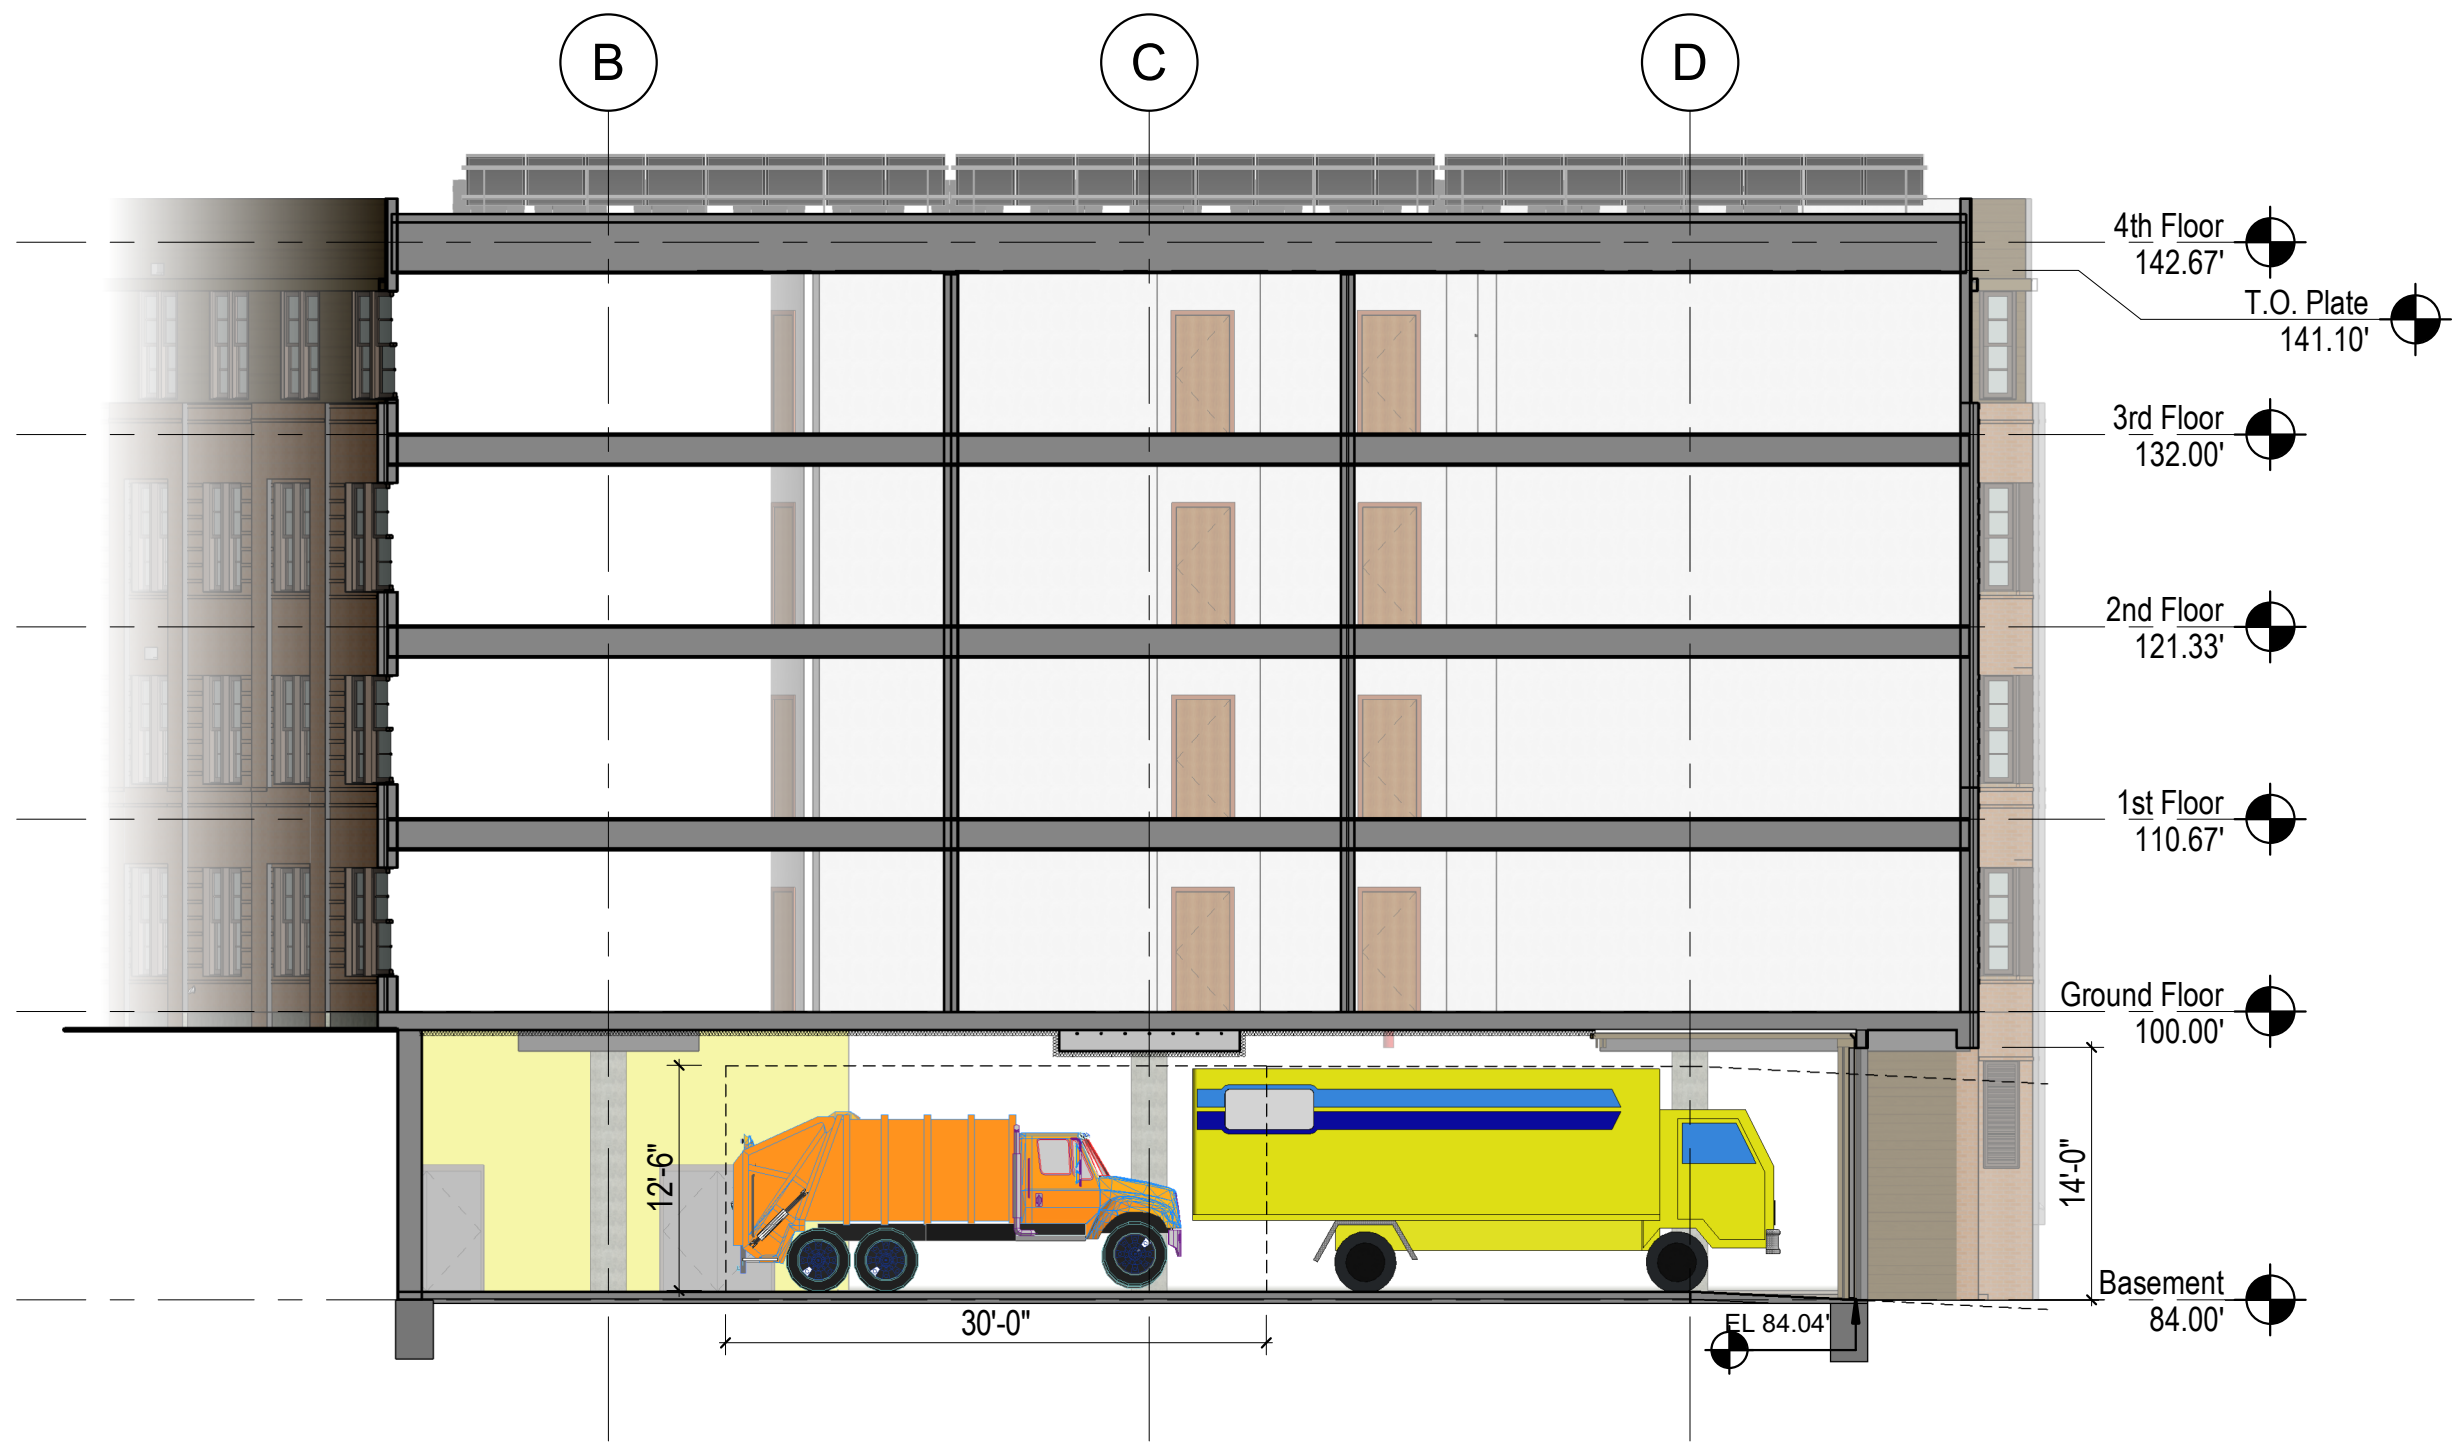 B
C
D
4th Floor
142.67'
T.O. Plate
141.10'
3rd Floor
132.00'
2nd Floor
121.33'
1st Floor
110.67'
Ground Floor
100.00'
12'-6"
14'-0"
Basement
84.00'
30'-0"
EL 84.04'